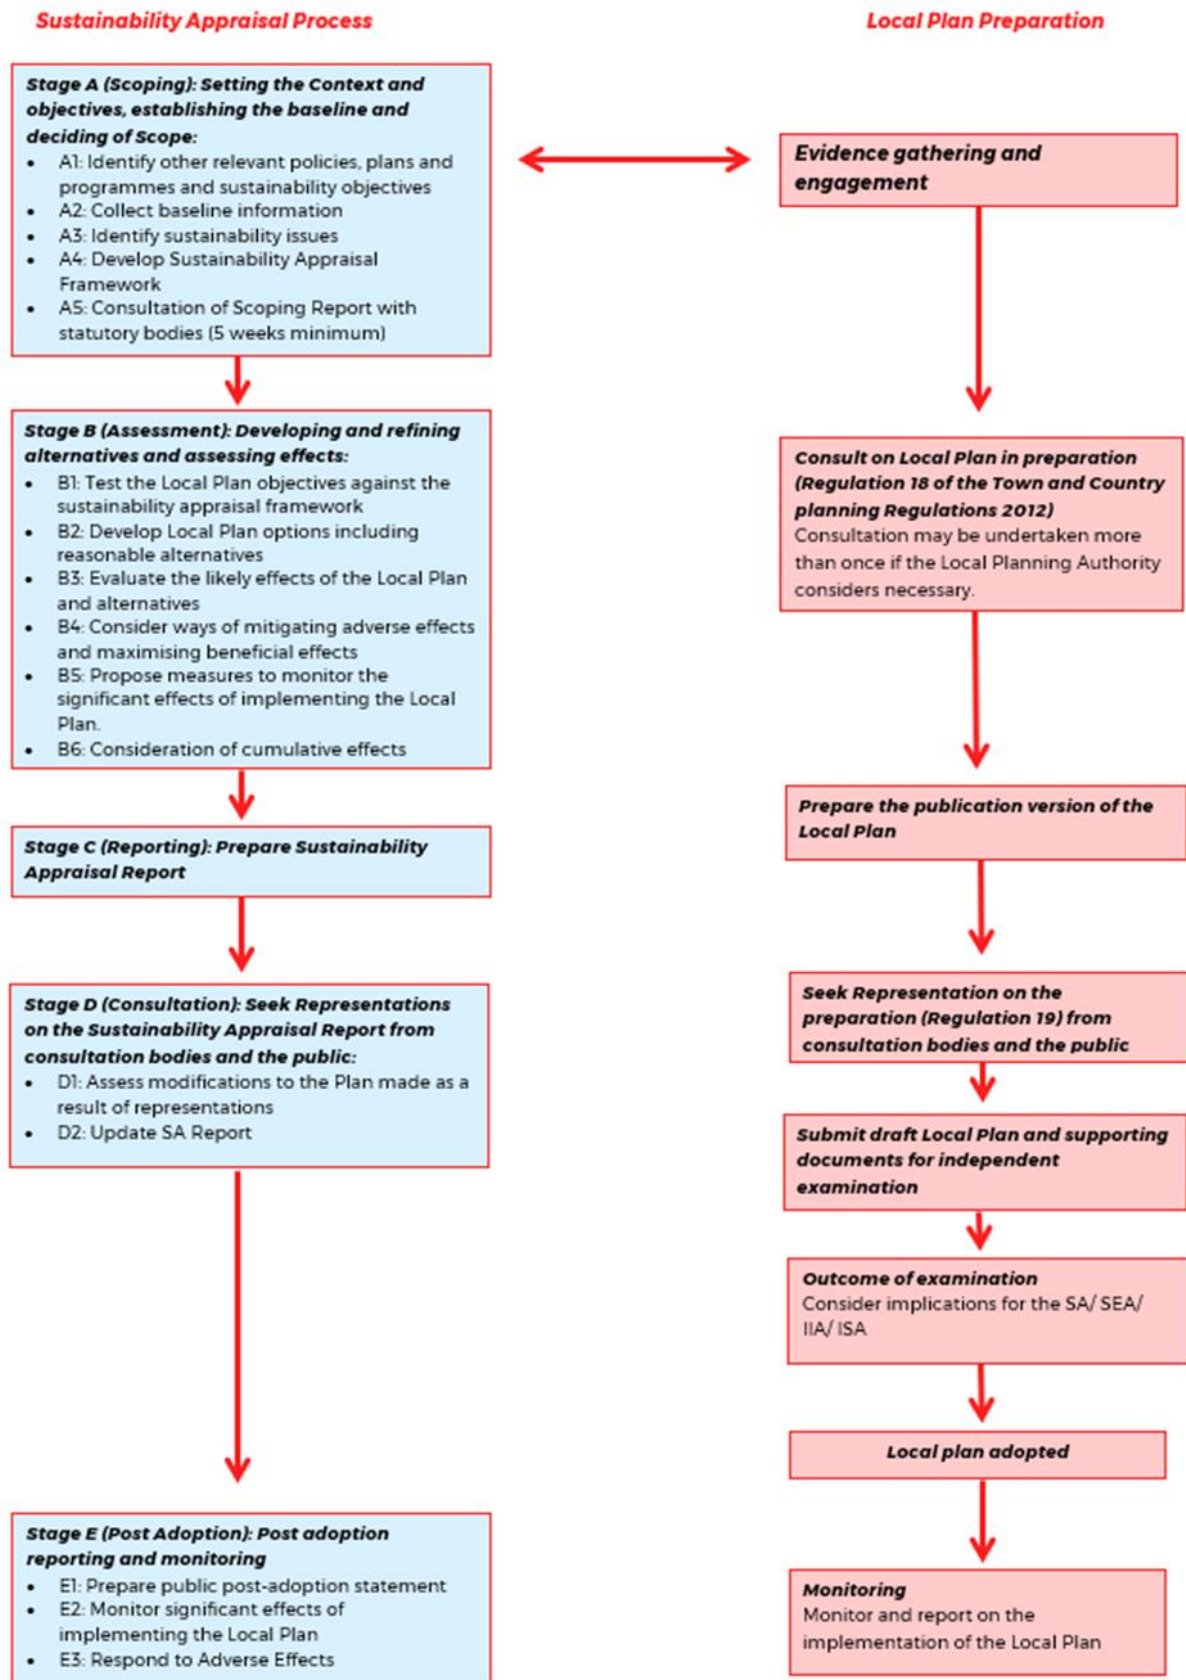 Sustainability Appraisal Process
Stage A (Scoping): Setting the Context and
objectives, establishing the baseline and
deciding of Scope:
• A1: Identify other relevant policies, plans and
programmes and sustainability objectives
• A2: Collect baseline information
• A3: Identify sustainability issues
• A4: Develop Sustainability Appraisal
Framework
• A5: Consultation of Scoping Report with
statutory bodies (5 weeks minimum)
Stage B (Assessment): Developing and refining
alternatives and assessing effects:
• B1: Test the Local Plan objectives against the
sustainability appraisal framework
• B2: Develop Local Plan options including
reasonable alternatives
• B3: Evaluate the likely effects of the Local Plan
and alternatives
• B4: Consider ways of mitigating adverse effects
and maximising beneficial effects
• B5: Propose measures to monitor the
significant effects of implementing the Local
Plan.
• B6: Consideration of cumulative effects
Stage C (Reporting): Prepare Sustainability
Appraisal Report
Stage D (Consultation): Seek Representations
on the Sustainability Appraisal Report from
consultation bodies and the public:
• D1: Assess modifications to the Plan made as a
result of representations
• D2: Update SA Report
Stage E (Post Adoption): Post adoption
reporting and monitoring
• E1: Prepare public post-adoption statement
• E2: Monitor significant effects of
implementing the Local Plan
• E3: Respond to Adverse Effects
Local Plan Preparation
Evidence gathering and
engagement
Consult on Local Plan in preparation
(Regulation 18 of the Town and Country
planning Regulations 2012)
Consultation may be undertaken more
than once if the Local Planning Authority
considers necessary.
Prepare the publication version of the
Local Plan
Seek Representation on the
preparation (Regulation 19) from
consultation bodies and the public
Submit draft Local Plan and supporting
documents for independent
examination
Outcome of examination
Consider implications for the SA/ SEA/
IIA/ ISA
Local plan adopted
Monitoring
Monitor and report on the
implementation of the Local Plan